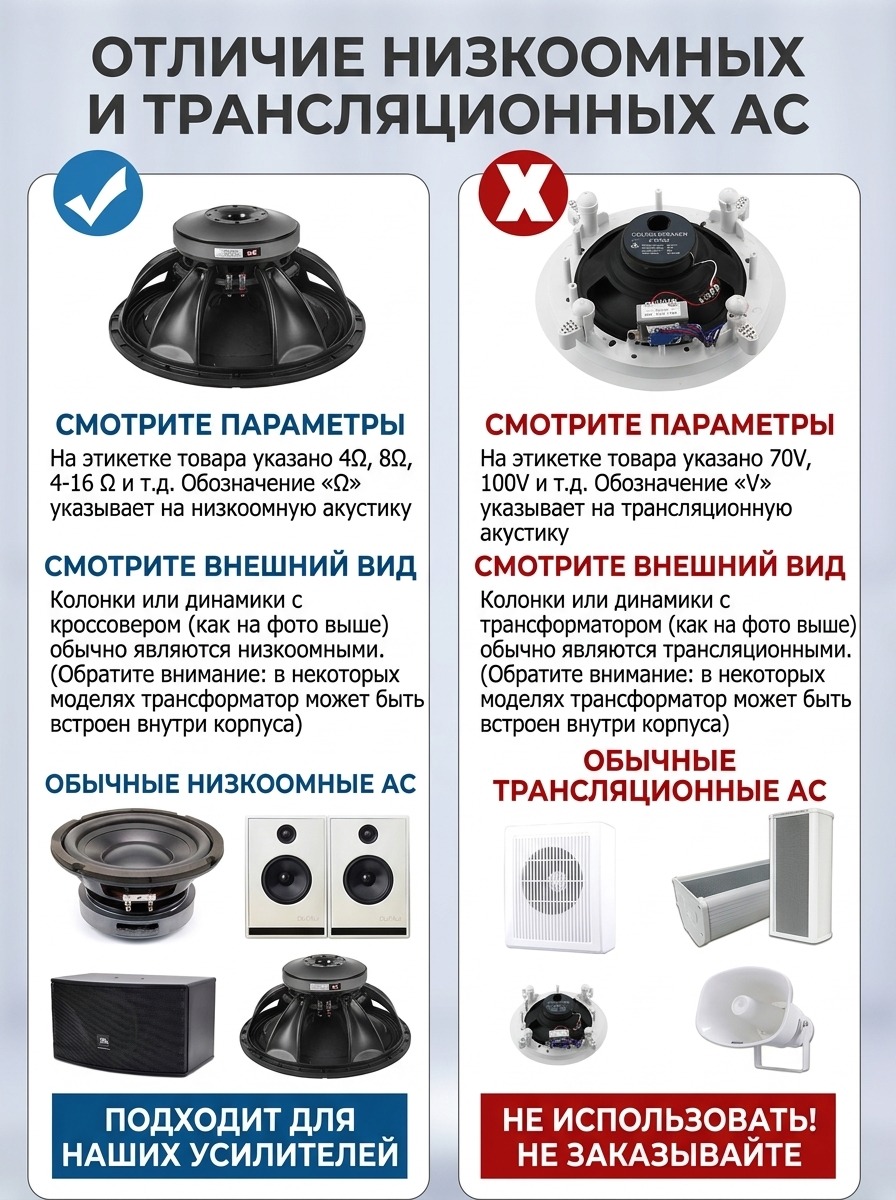 ОТЛИЧИЕ НИЗКООМНЫХ
И ТРАНСЛЯЦИОННЫХ АС
СМОТРИТЕ ПАРАМЕТРЫ
На этикетке товара указано 4Ω, 8Ω,
4-16 Ω и т.д. Обозначение «Ω»
указывает на низкоомную акустику
СМОТРИТЕ ВНЕШНИЙ ВИД
Колонки или динамики с
кроссовером (как на фото выше)
обычно являются низкоомными.
(Обратите внимание: в некоторых
моделях трансформатор может быть
встроен внутри корпуса)
ОБЫЧНЫЕ НИЗКООМНЫЕ АС
JBL
ПОДХОДИТ ДЛЯ
НАШИХ УСИЛИТЕЛЕЙ
X
СМОТРИТЕ ПАРАМЕТРЫ
На этикетке товара указано 70V,
100V и т.д. Обозначение «V»
указывает на трансляционную
акустику
СМОТРИТЕ ВНЕШНИЙ ВИД
Колонки или динамики с
трансформатором (как на фото выше)
обычно являются трансляционными.
(Обратите внимание: в некоторых
моделях трансформатор может быть
встроен внутри корпуса)
ОБЫЧНЫЕ
ТРАНСЛЯЦИОННЫЕ АС
НЕ ИСПОЛЬЗОВАТЬ!
НЕ ЗАКАЗЫВАЙТЕ